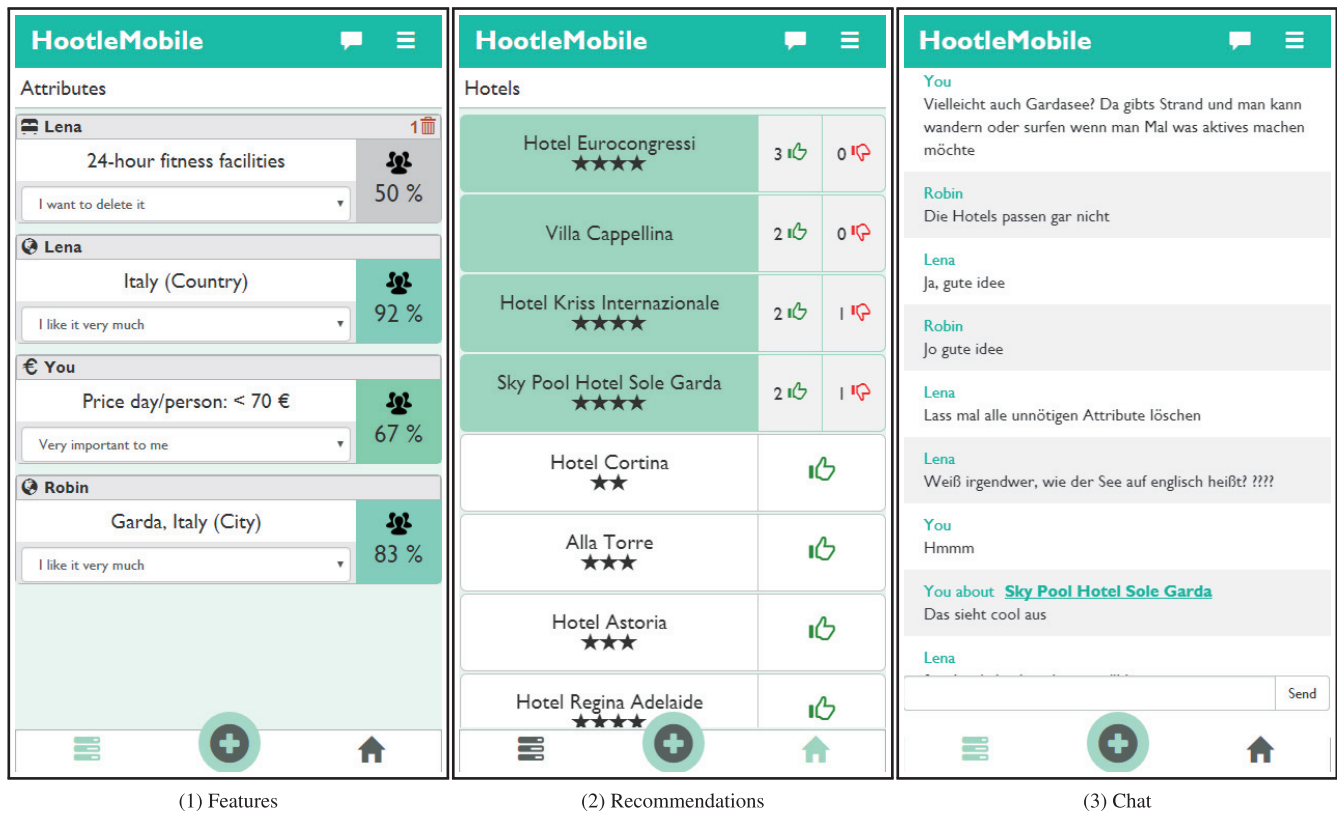 HootleMobile
Attributes
Lena 1
24-hour fitness facilities
50 %
I want to delete it
Lena
Italy (Country)
92 %
I like it very much
€ You
Price day/person: < 70 €
67 %
Very important to me
Robin
Garda, Italy (City)
83 %
I like it very much
(1) Features
HootleMobile
Hotels
Hotel Eurocongressi
★★★★
3 0
Villa Cappellina
2 0
Hotel Kriss Internazionale
★★★★
2 1
Sky Pool Hotel Sole Garda
★★★★
2 1
Hotel Cortina
★★
Alla Torre
★★★
Hotel Astoria
★★★
Hotel Regina Adelaide
★★★★
(2) Recommendations
HootleMobile
You
Vielleicht auch Gardasee? Da gibts Strand und man kann
wandern oder surfen wenn man Mal was aktives machen
möchte
Robin
Die Hotels passen gar nicht
Lena
Ja, gute idee
Robin
Jo gute idee
Lena
Lass mal alle unnötigen Attribute löschen
Lena
Weiß irgendwer, wie der See auf englisch heißt? ????
You
Hmmm
You about Sky Pool Hotel Sole Garda
Das sieht cool aus
Lena
Send
(3) Chat